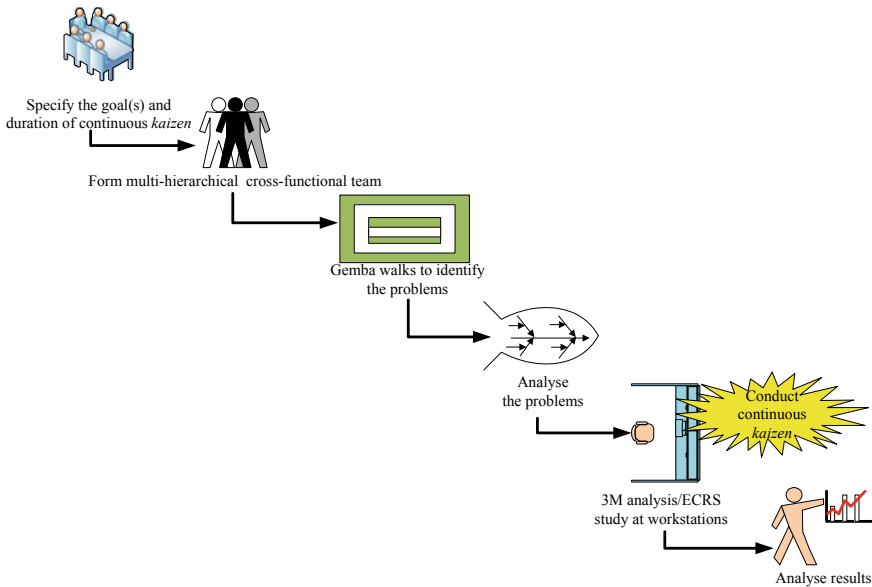 Specify the goal(s) and
duration of continuous kaizen
Form multi-hierarchical cross-functional team
Gemba walks to identify
the problems
Analyse
the problems
Conduct
continuous
kaizen
3M analysis/ECRS
study at workstations
Analyse results